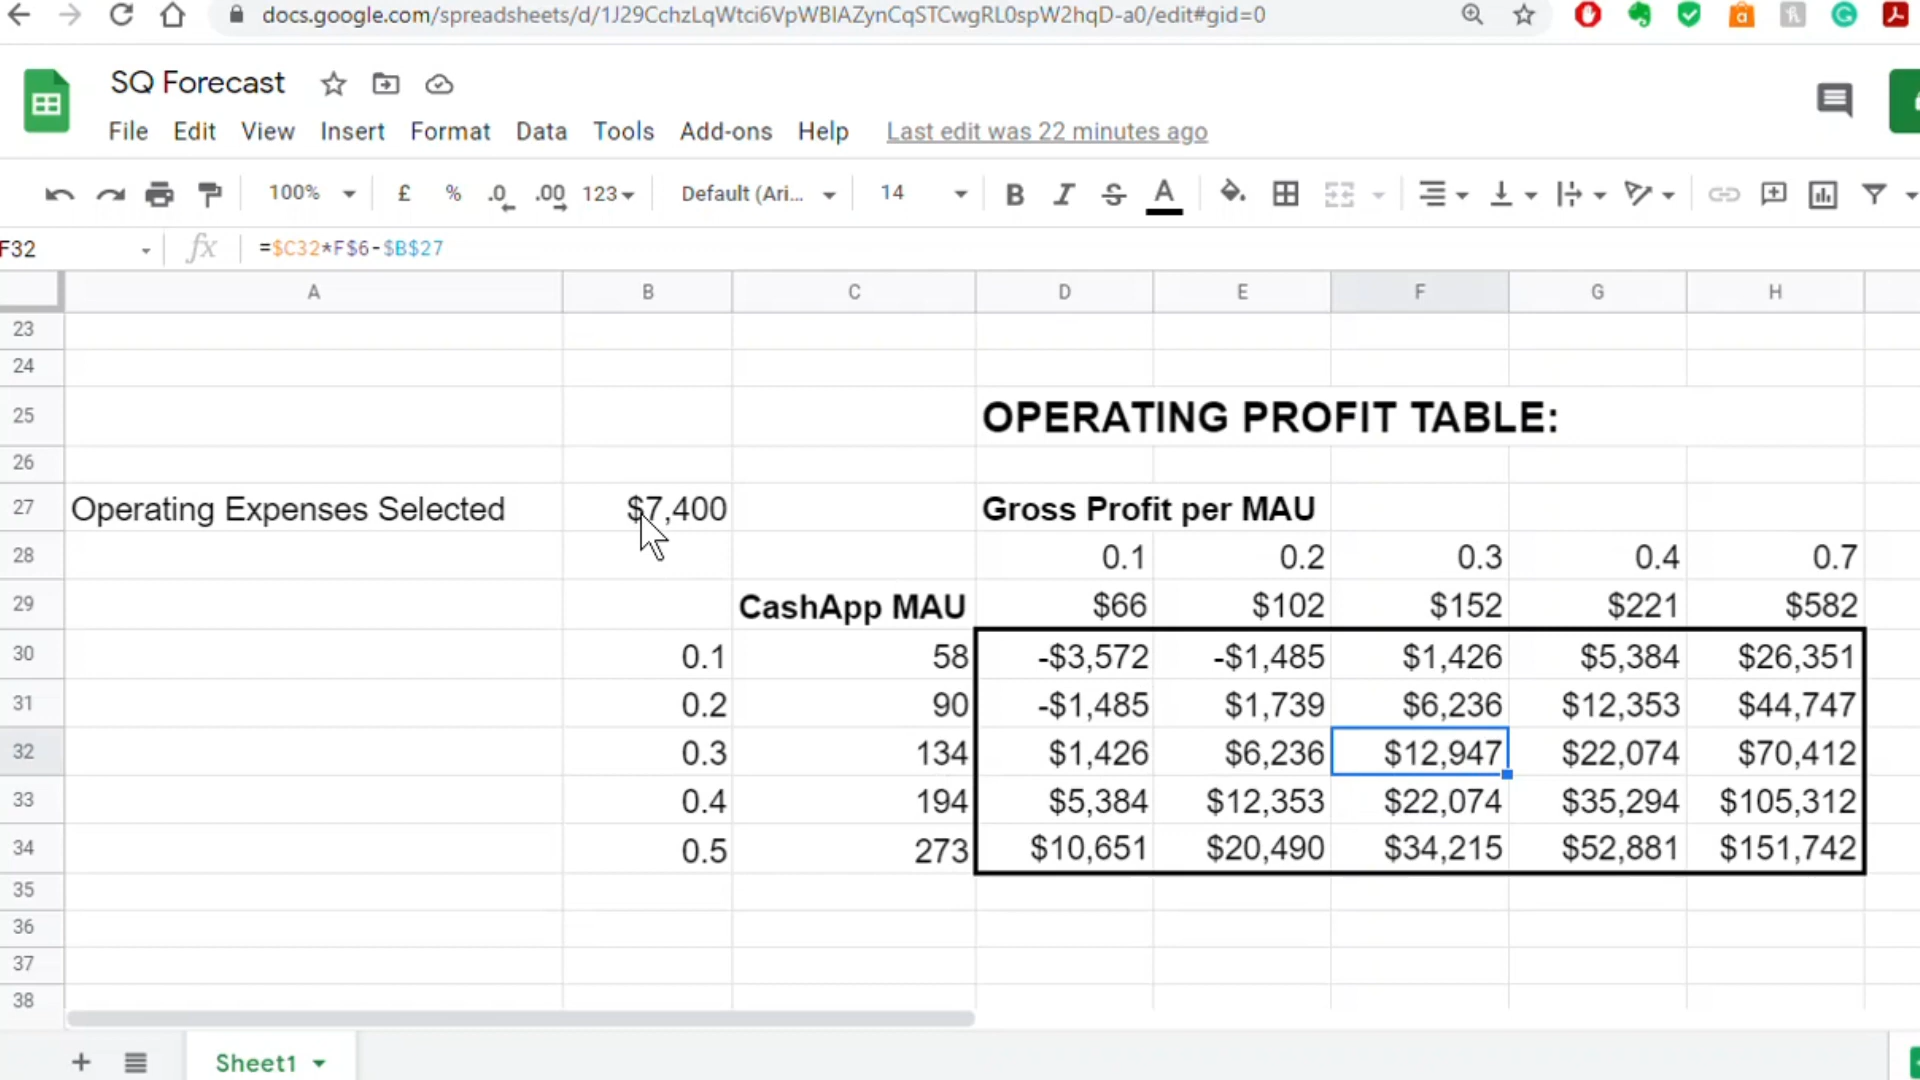 docs.google.com/spreadsheets/d/1J29CchzLqWtci6VpWBIAZynCqSTCwgRL0spW2hqD-a0/edit#gid=0
SQ Forecast
File Edit View Insert Format Data Tools Add-ons Help Last edit was 22 minutes ago
100% £ % .0 .00 123 Default (Ari... 14 B I S A
F32 fx =$C32*F$6-$B$27
A B C D E F G H
23
24
25 OPERATING PROFIT TABLE:
26
27 Operating Expenses Selected $7,400 Gross Profit per MAU
28 0.1 0.2 0.3 0.4 0.7
29 CashApp MAU $66 $102 $152 $221 $582
30 0.1 58 -$3,572 -$1,485 $1,426 $5,384 $26,351
31 0.2 90 -$1,485 $1,739 $6,236 $12,353 $44,747
32 0.3 134 $1,426 $6,236 $12,947 $22,074 $70,412
33 0.4 194 $5,384 $12,353 $22,074 $35,294 $105,312
34 0.5 273 $10,651 $20,490 $34,215 $52,881 $151,742
35
36
37
38
Sheet1